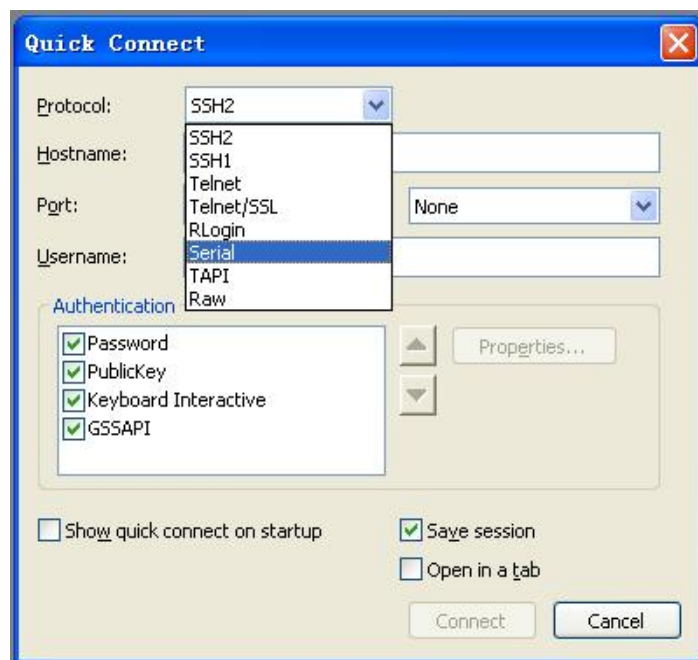 Quick Connect
Protocol: SSH2
SSH2
Hostname:
SSH1
Telnet
Port: Telnet/SSL None
RLogin
Username: Serial
TAPI
Raw
Authentication
Password
PublicKey
Keyboard Interactive
GSSAPI
Properties...
Show quick connect on startup
Save session
Open in a tab
Connect
Cancel